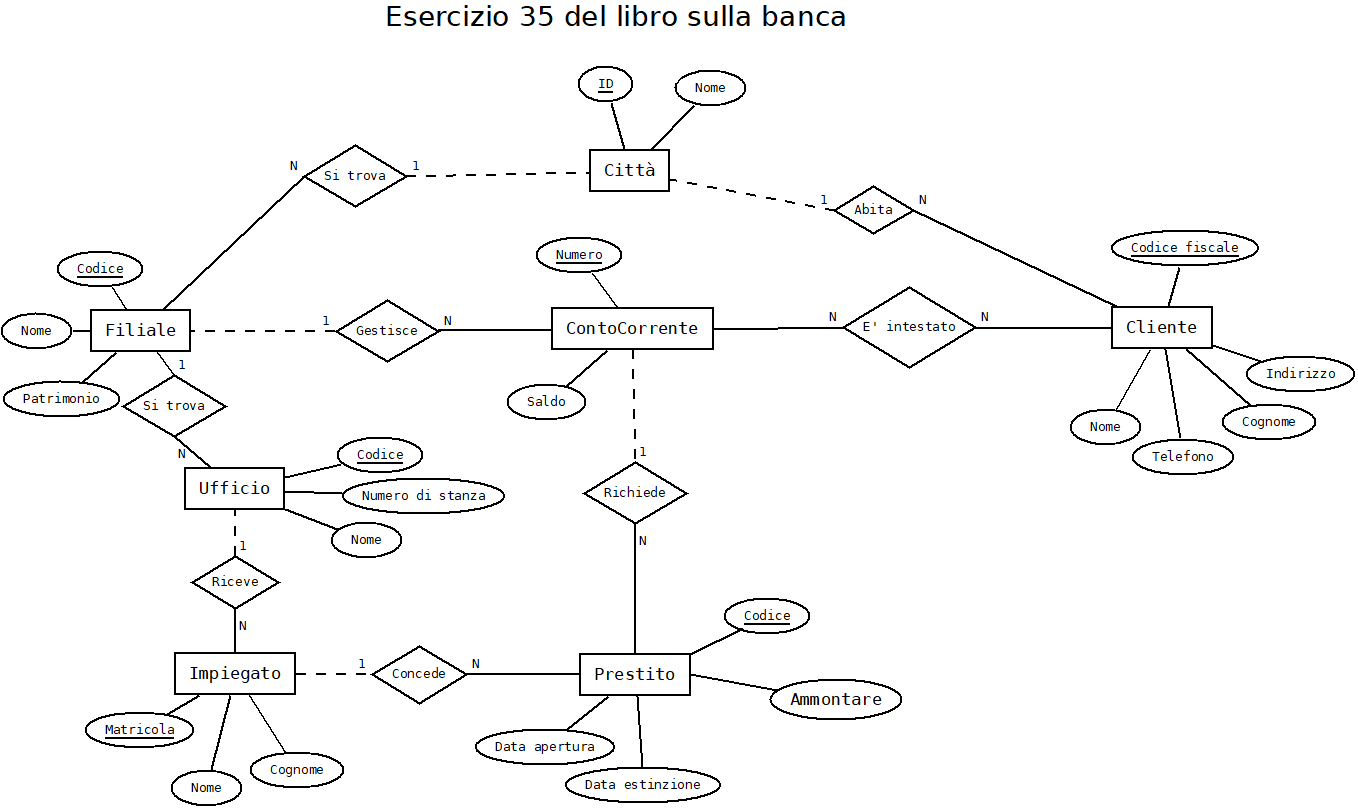 Esercizio 35 del libro sulla banca
ID
Nome
N
Si trova
1
Città
1
Abita
N
Codice
Numero
Codice fiscale
Nome
Filiale
1
Gestisce
N
ContoCorrente
N
E' intestato
N
Cliente
1
Patrimonio
Si trova
Saldo
Indirizzo
Nome
Cognome
Telefono
N
Codice
1
Ufficio
Numero di stanza
Richiede
Nome
N
1
Riceve
N
Codice
Impiegato
1
Concede
N
Prestito
Ammontare
Matricola
Data apertura
Cognome
Nome
Data estinzione